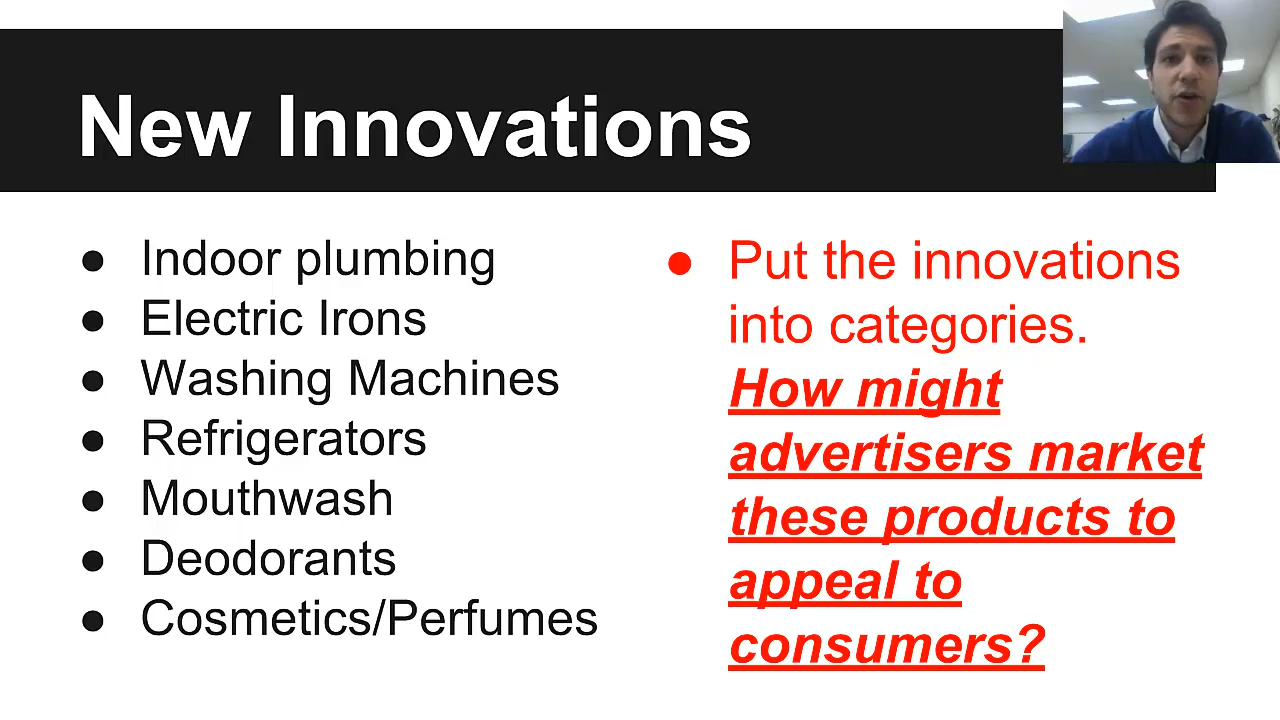 New Innovations
● Indoor plumbing
● Electric Irons
● Washing Machines
● Refrigerators
● Mouthwash
● Deodorants
● Cosmetics/Perfumes
● Put the innovations
into categories.
How might
advertisers market
these products to
appeal to
consumers?